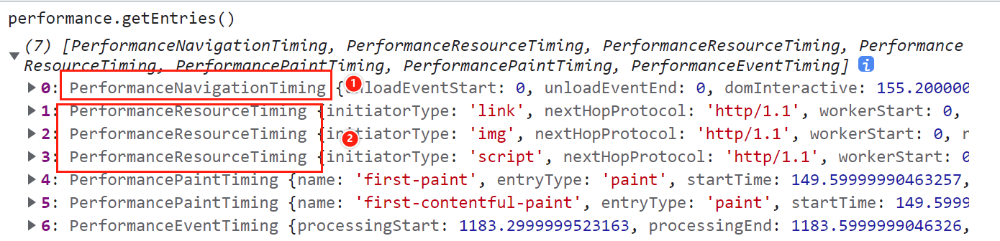 performance.getEntries()
(7) [PerformanceNavigationTiming, PerformanceResourceTiming, PerformanceResourceTiming, Performance
ResourceTiming, PerformancePaintTiming, PerformancePaintTiming, PerformanceEventTiming] i
0: PerformanceNavigationTiming 1 {unloadEventStart: 0, unloadEventEnd: 0, domInteractive: 155.200000
1: PerformanceResourceTiming {initiatorType: 'link', nextHopProtocol: 'http/1.1', workerStart: 0,
2: PerformanceResourceTiming 2 {initiatorType: 'img', nextHopProtocol: 'http/1.1', workerStart: 0, n
3: PerformanceResourceTiming {initiatorType: 'script', nextHopProtocol: 'http/1.1', workerStart: 0
4: PerformancePaintTiming {name: 'first-paint', entryType: 'paint', startTime: 149.59999990463257,
5: PerformancePaintTiming {name: 'first-contentful-paint', entryType: 'paint', startTime: 149.5999
6: PerformanceEventTiming {processingStart: 1183.2999999523163, processingEnd: 1183.5999999046326,